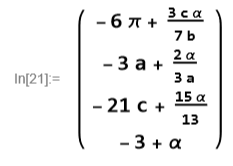 In[21]:=
-6 π + 3 c α / 7 b
-3 a + 2 α / 3 a
-21 c + 15 α / 13
-3 + α